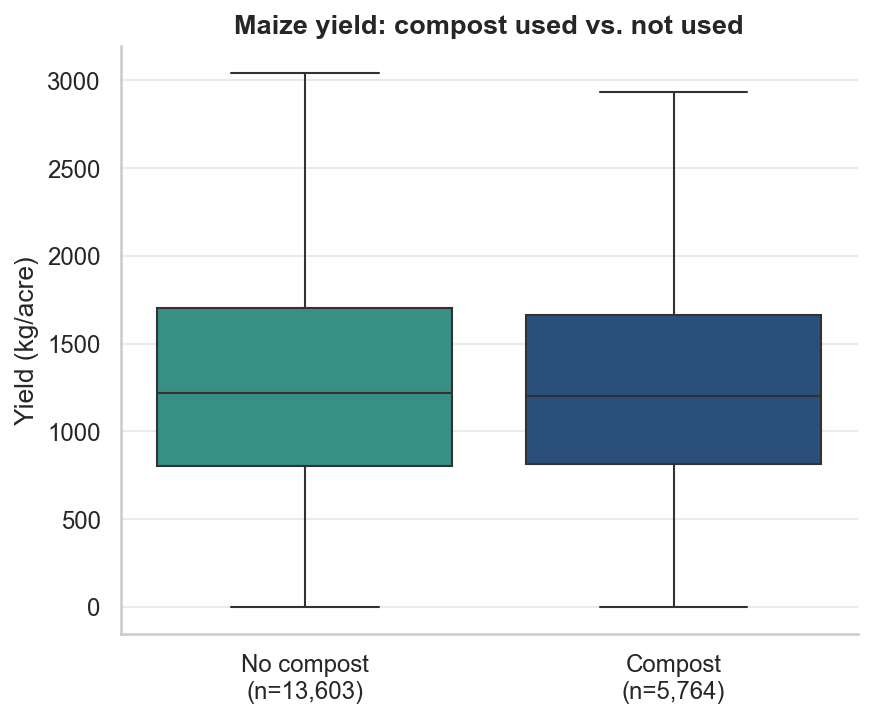 Maize yield: compost used vs. not used
Yield (kg/acre)
3000
2500
2000
1500
1000
500
0
No compost
(n=13,603)
Compost
(n=5,764)